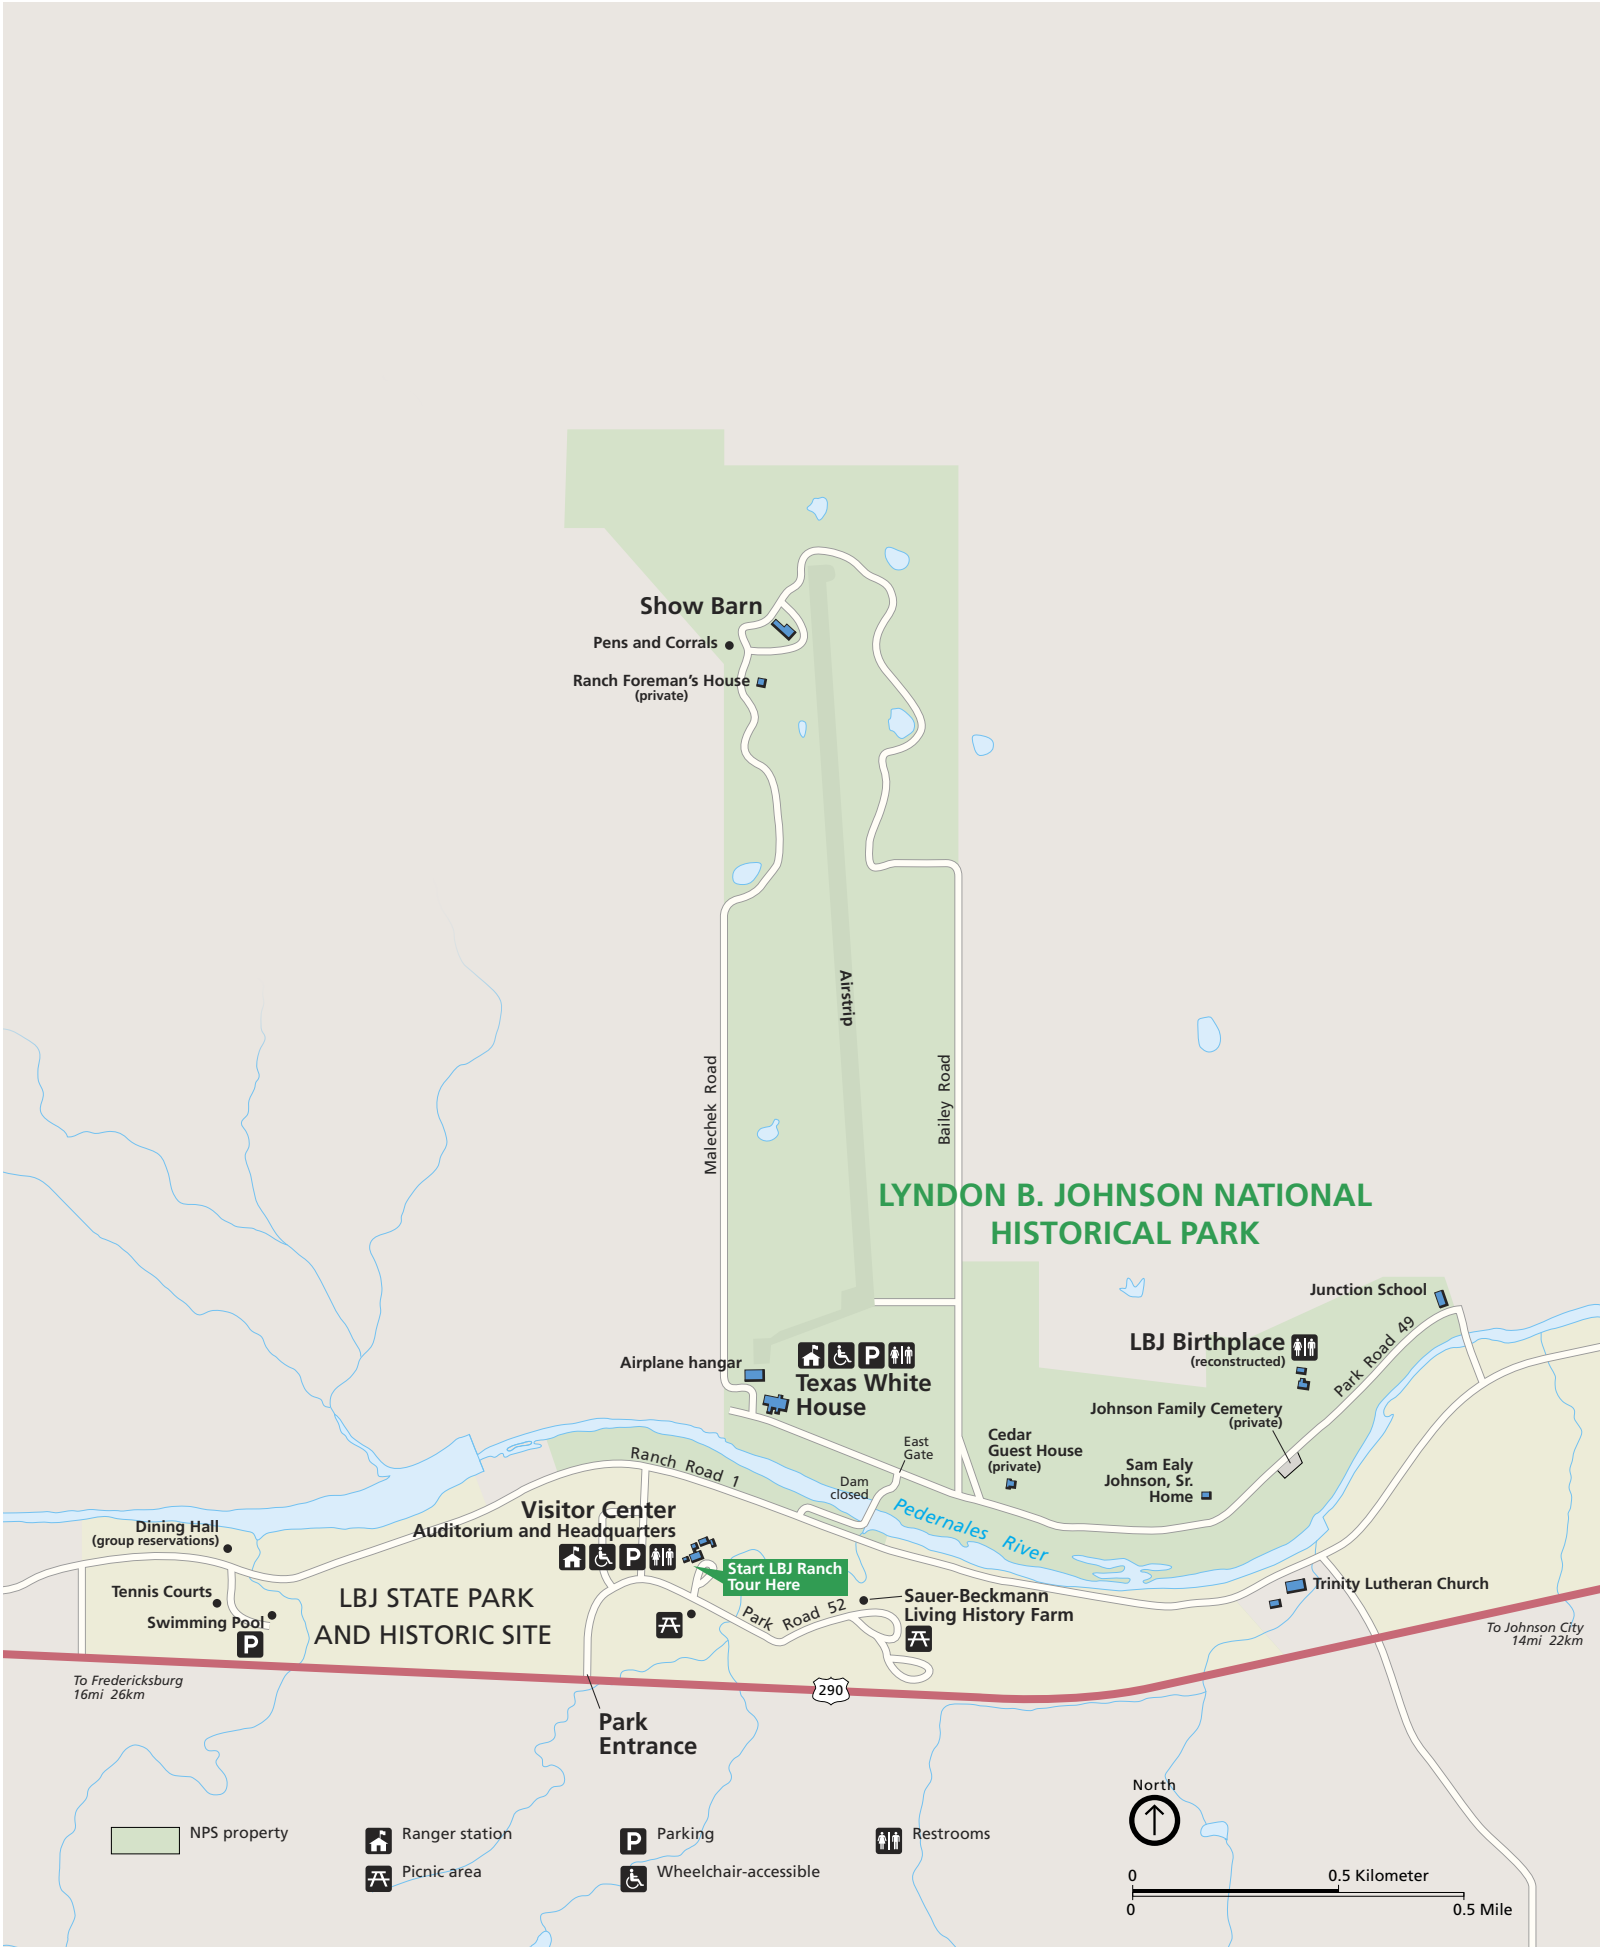 Show Barn
Pens and Corrals
Ranch Foreman's House
(private)
Airstrip
Malechek Road
Bailey Road
LYNDON B. JOHNSON NATIONAL
HISTORICAL PARK
Junction School
Park Road 49
LBJ Birthplace
(reconstructed)
Airplane hangar
P
Texas White
House
Johnson Family Cemetery
(private)
East
Gate
Cedar
Guest House
(private)
Sam Ealy
Johnson, Sr.
Home
Ranch Road 1
Dam
closed
Pedernales River
Visitor Center
Auditorium and Headquarters
P
Dining Hall
(group reservations)
Start LBJ Ranch
Tour Here
Tennis Courts
Swimming Pool
P
LBJ STATE PARK
AND HISTORIC SITE
Park Road 52
Sauer-Beckmann
Living History Farm
Trinity Lutheran Church
To Johnson City
14mi 22km
To Fredericksburg
16mi 26km
290
Park
Entrance
North
NPS property
Ranger station
P
Parking
Restrooms
Picnic area
Wheelchair-accessible
0
0.5 Kilometer
0
0.5 Mile